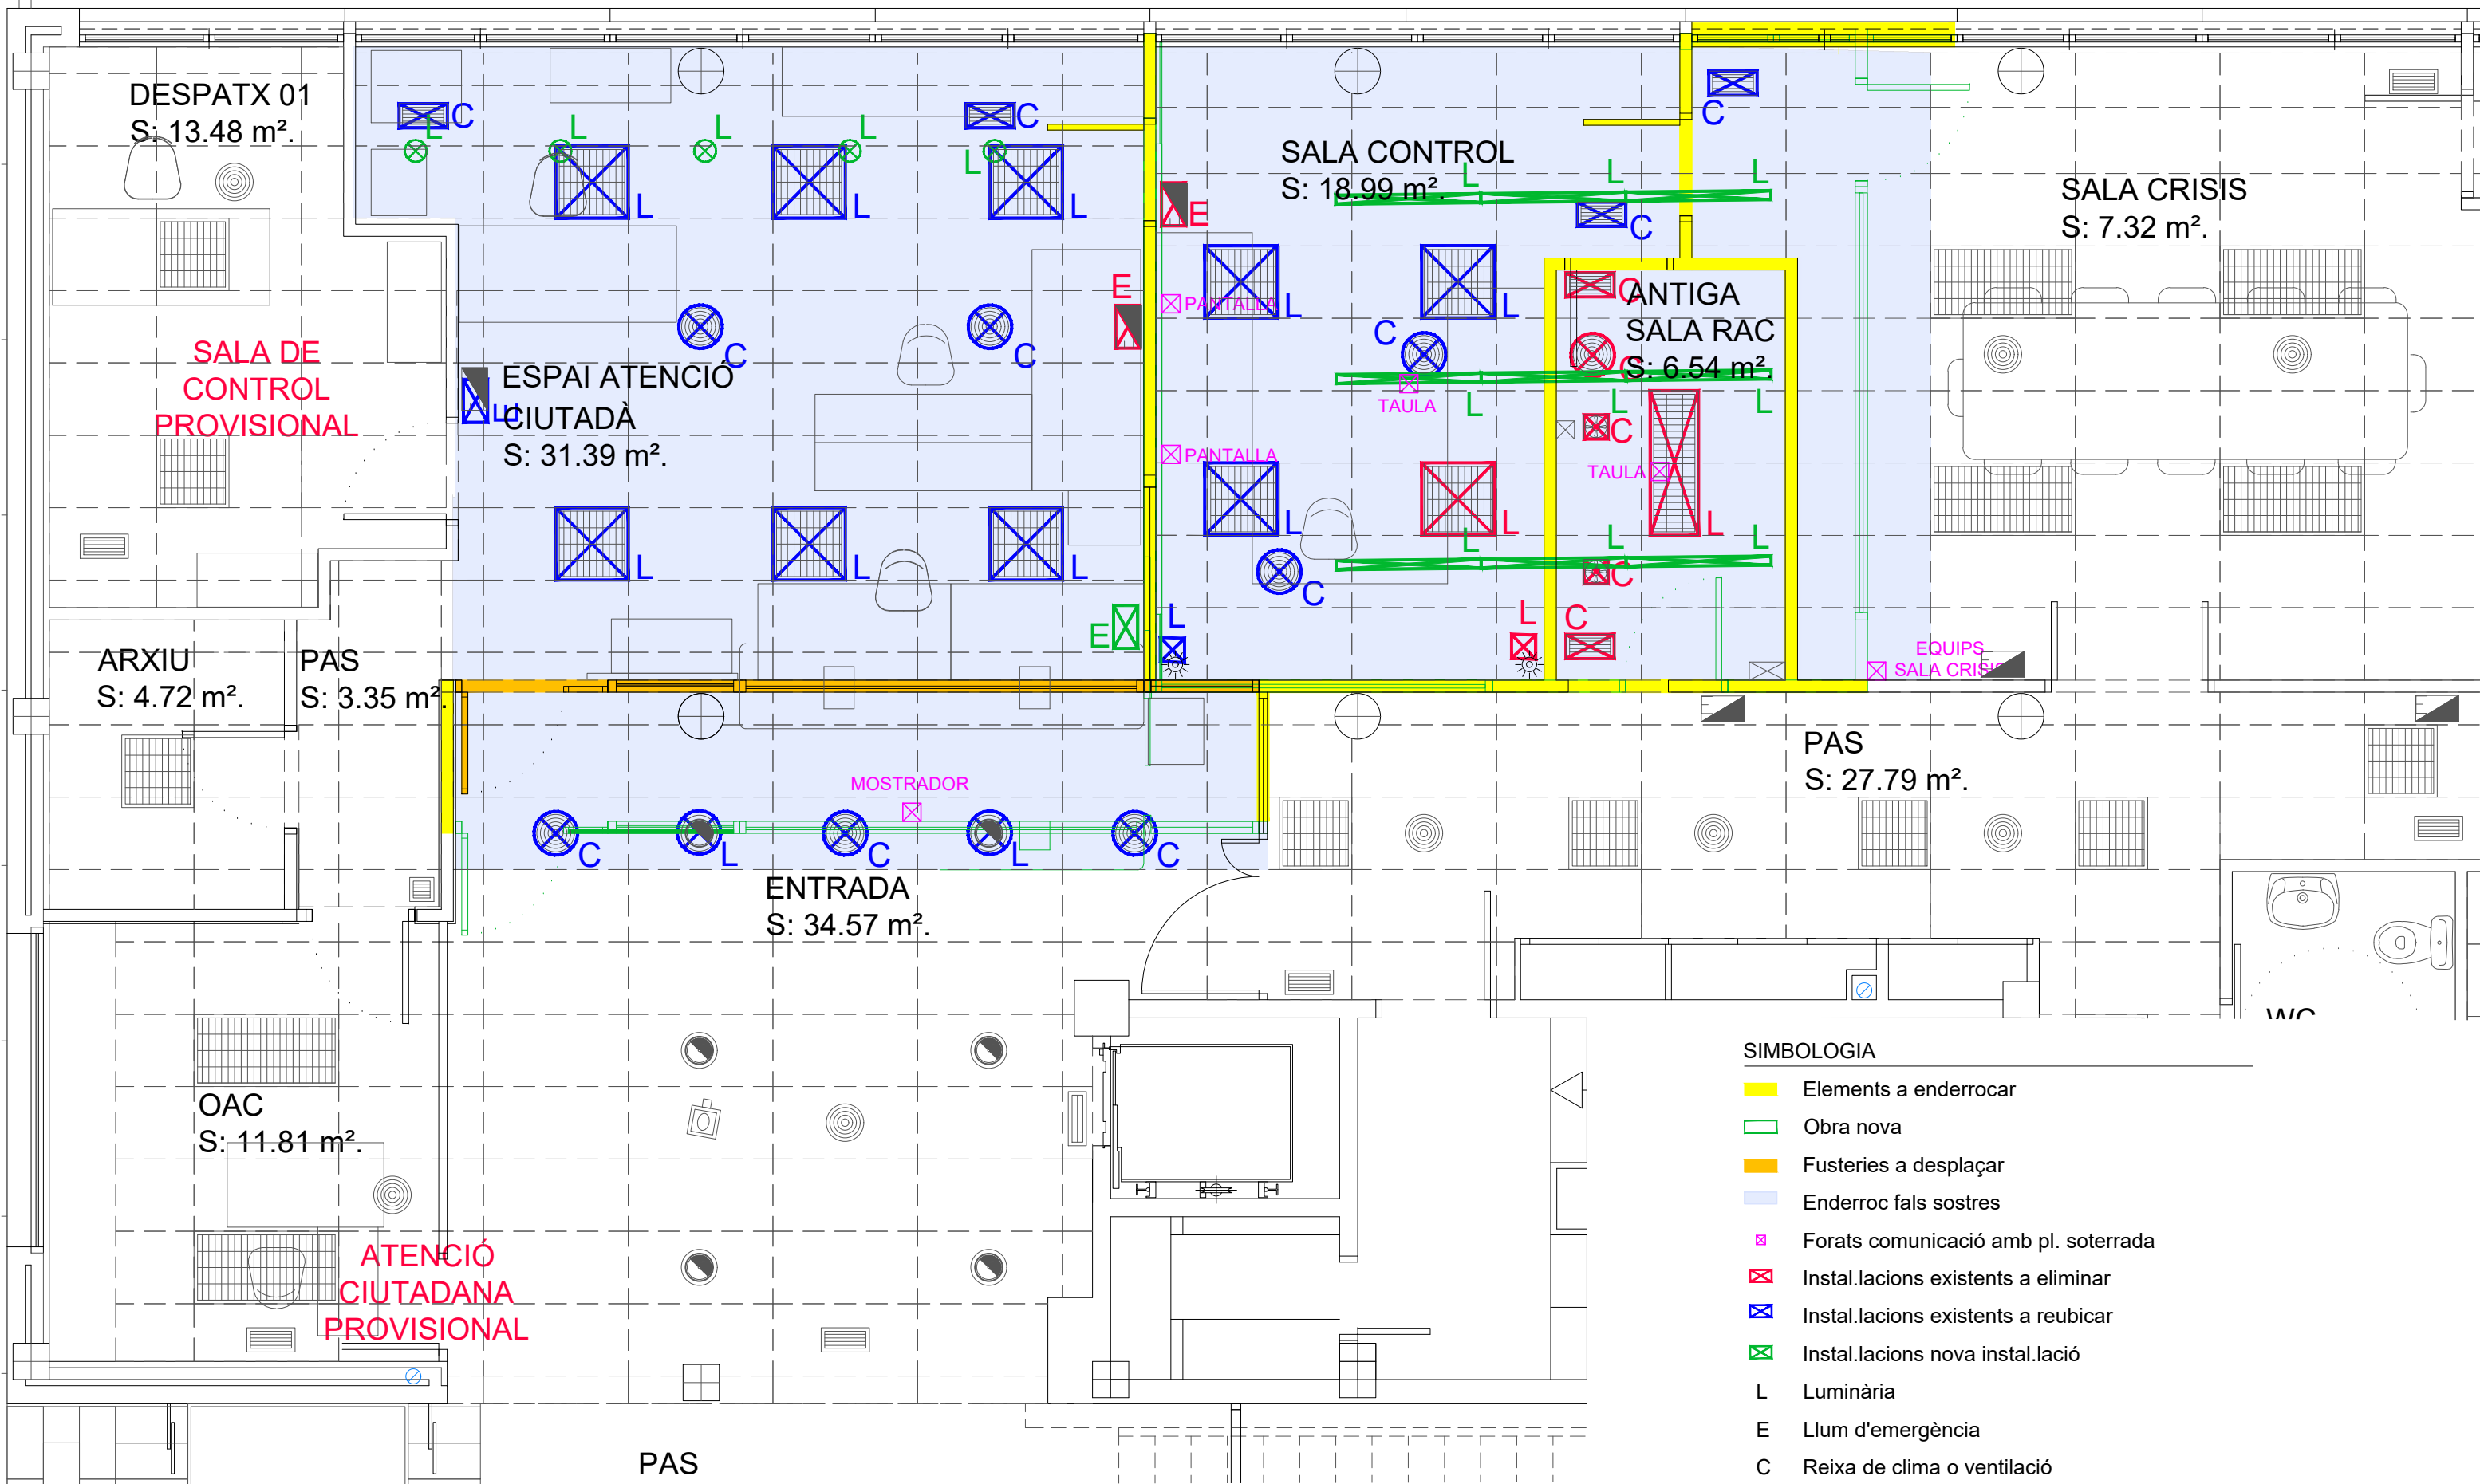 DESPATX 01
S: 13.48 m².
C
L
L
L
L
L
C
L
L
L
SALA CONTROL
S: 18.99 m².
L
L
L
C
C
E
SALA CRISIS
S: 7.32 m².
SALA DE
CONTROL
PROVISIONAL
E
C
C
E
ESPAI ATENCIÓ
CIUTADÀ
S: 31.39 m².
PANTALLA
L
L
C
ANTIGA
SALA RAC
S: 6.54 m².
C
C
TAULA
L
L
L
PANTALLA
C
TAULA
L
L
L
L
L
L
L
L
L
L
C
C
E
L
L
C
ARXIU
S: 4.72 m².
PAS
S: 3.35 m².
EQUIPS
SALA CRISIS
PAS
S: 27.79 m².
MOSTRADOR
C
L
C
L
C
ENTRADA
S: 34.57 m².
WC
OAC
S: 11.81 m².
ATENCIÓ
CIUTADANA
PROVISIONAL
PAS
SIMBOLOGIA
Elements a enderrocar
Obra nova
Fusteries a desplaçar
Enderroc fals sostres
Forats comunicació amb pl. soterrada
Instal.lacions existents a eliminar
Instal.lacions existents a reubicar
Instal.lacions nova instal.lació
L Luminària
E Llum d'emergència
C Reixa de clima o ventilació